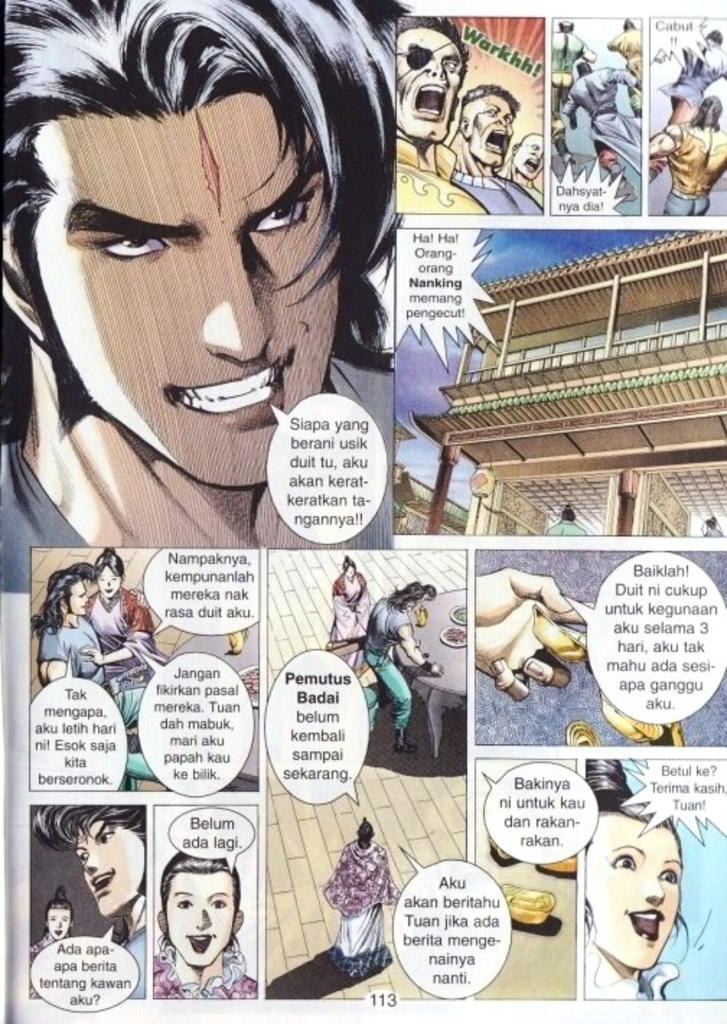 Siapa yang
berani usik
duit tu, aku
akan kerat-
keratkan ta-
ngannya!!
Warkhh!
Dahsyat-
nya dia!
Cabut
!!
Ha! Ha!
Orang-
orang
Nanking
memang
pengecut!
Nampaknya,
kempunanlah
mereka nak
rasa duit aku.
Tak
mengapa,
aku letih hari
ni! Esok saja
kita
berseronok.
Jangan
fikirkan pasal
mereka. Tuan
dah mabuk,
mari aku
papah kau
ke bilik.
Pemutus
Badai
belum
kembali
sampai
sekarang.
Baiklah!
Duit ni cukup
untuk kegunaan
aku selama 3
hari, aku tak
mahu ada sesi-
apa ganggu
aku.
Ada apa-
apa berita
tentang kawan
aku?
Belum
ada lagi.
Aku
akan beritahu
Tuan jika ada
berita menge-
nainya
nanti.
Bakinya
ni untuk kau
dan rakan-
rakan.
Betul ke?
Terima kasih,
Tuan!
113